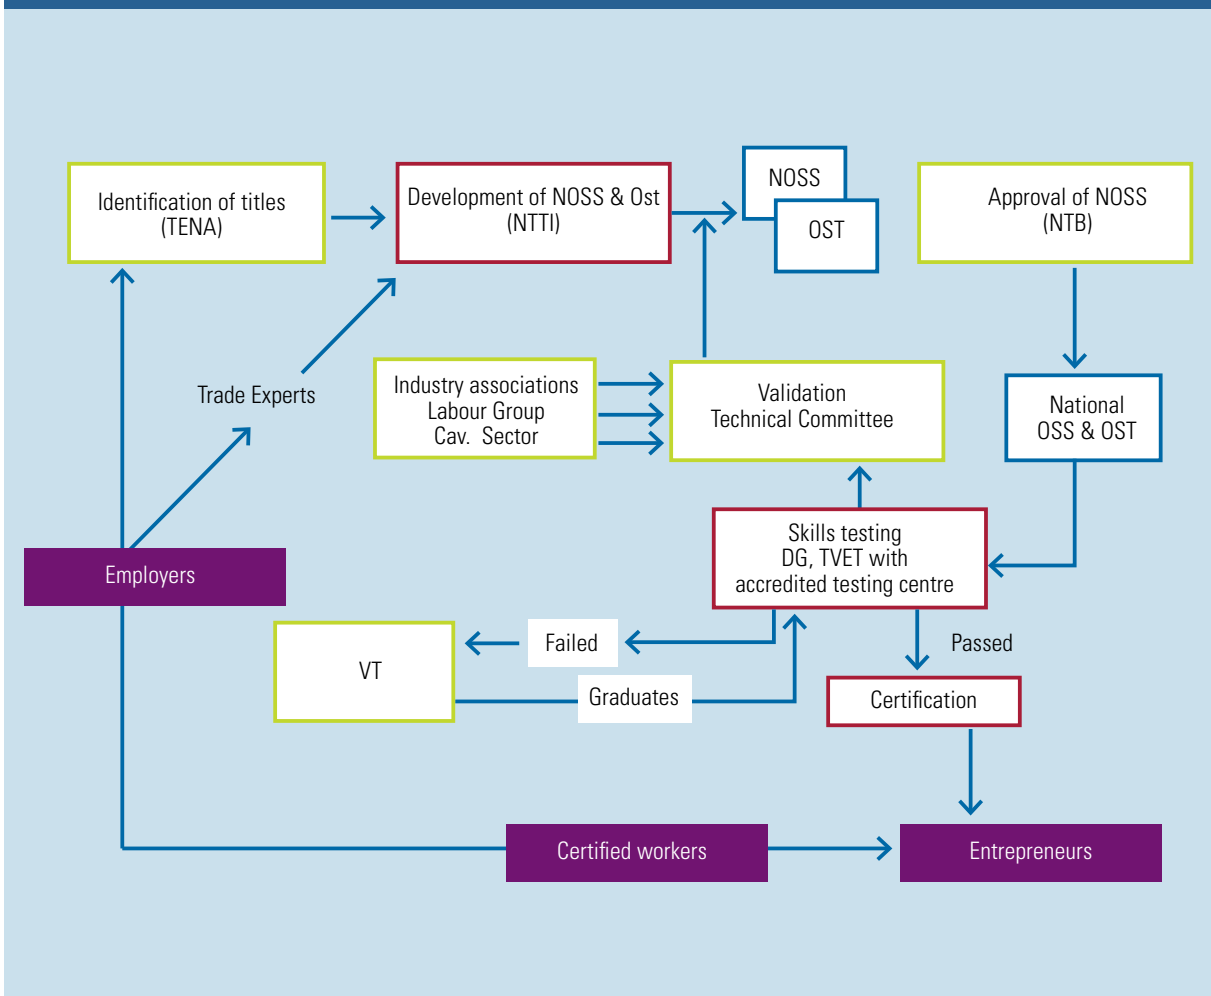 Identification of titles
(TENA)
Development of NOSS & Ost
(NTTI)
NOSS
OST
Approval of NOSS
(NTB)
Trade Experts
Industry associations
Labour Group
Cav. Sector
Validation
Technical Committee
National
OSS & OST
Employers
Skills testing
DG, TVET with
accredited testing centre
VT
Failed
Graduates
Passed
Certification
Certified workers
Entrepreneurs